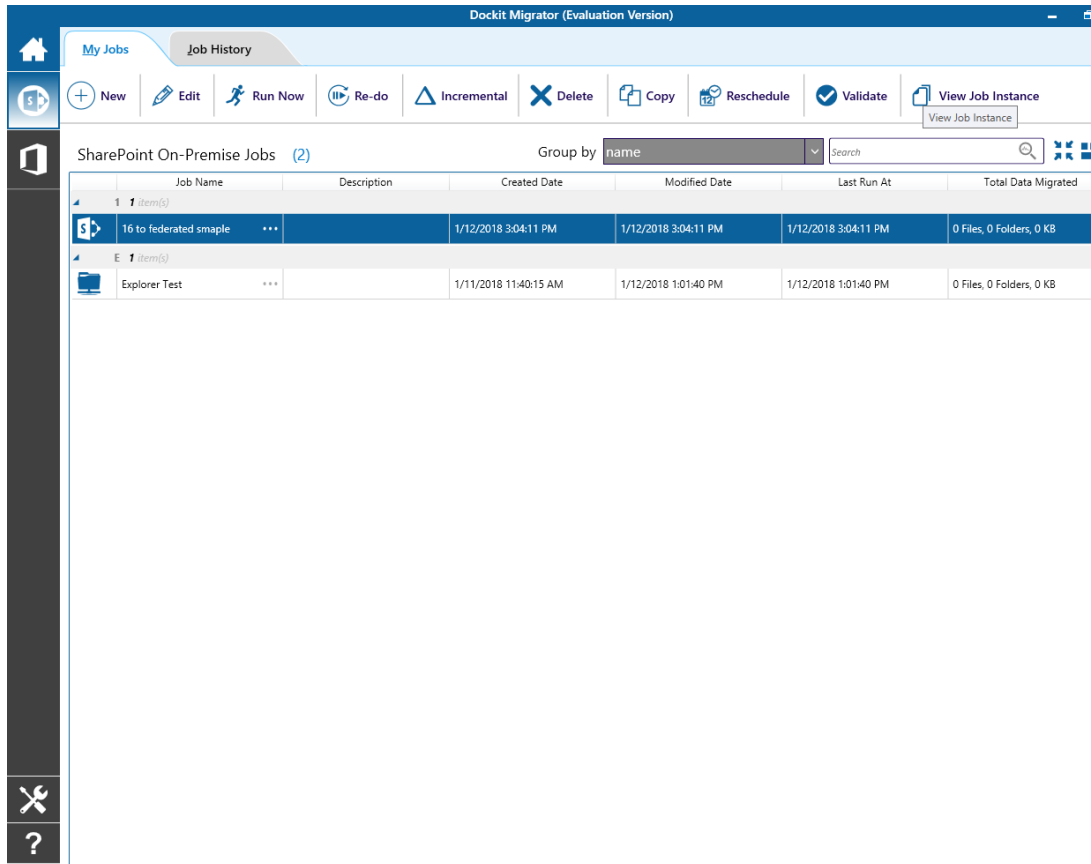 Dockit Migrator (Evaluation Version)
My Jobs
Job History
New
Edit
Run Now
Re-do
Incremental
Delete
Copy
12
Reschedule
Validate
View Job Instance
View Job Instance
SharePoint On-Premise Jobs (2)
Group by name
Search
Job Name Description Created Date Modified Date Last Run At Total Data Migrated
1 1 item(s)
S 16 to federated smaple ... 1/12/2018 3:04:11 PM 1/12/2018 3:04:11 PM 1/12/2018 3:04:11 PM 0 Files, 0 Folders, 0 KB
E 1 item(s)
Explorer Test ... 1/11/2018 11:40:15 AM 1/12/2018 1:01:40 PM 1/12/2018 1:01:40 PM 0 Files, 0 Folders, 0 KB
S
?